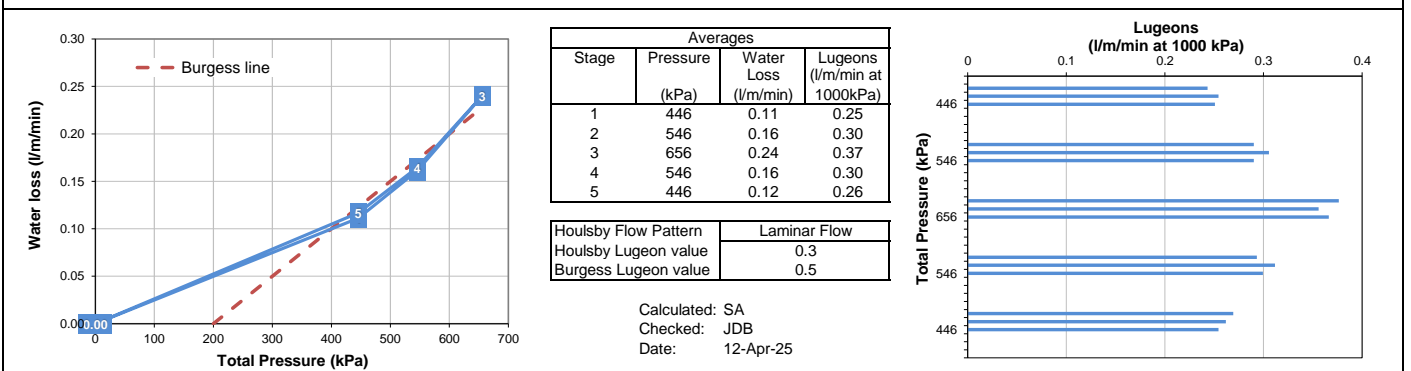 0.30
0.25
0.20
0.15
0.10
0.05
0.00
0 100 200 300 400 500 600 700
Water loss (l/m/min)
Total Pressure (kPa)
Burgess line
3
4
5
0.00
Averages
Stage Pressure Water Lugeons
Loss (l/m/min at
(kPa) (l/m/min) 1000kPa)
1 446 0.11 0.25
2 546 0.16 0.30
3 656 0.24 0.37
4 546 0.16 0.30
5 446 0.12 0.26
Houlsby Flow Pattern Laminar Flow
Houlsby Lugeon value 0.3
Burgess Lugeon value 0.5
Calculated: SA
Checked: JDB
Date: 12-Apr-25
Lugeons
(l/m/min at 1000 kPa)
0 0.1 0.2 0.3 0.4
Total Pressure (kPa)
446
546
656
546
446